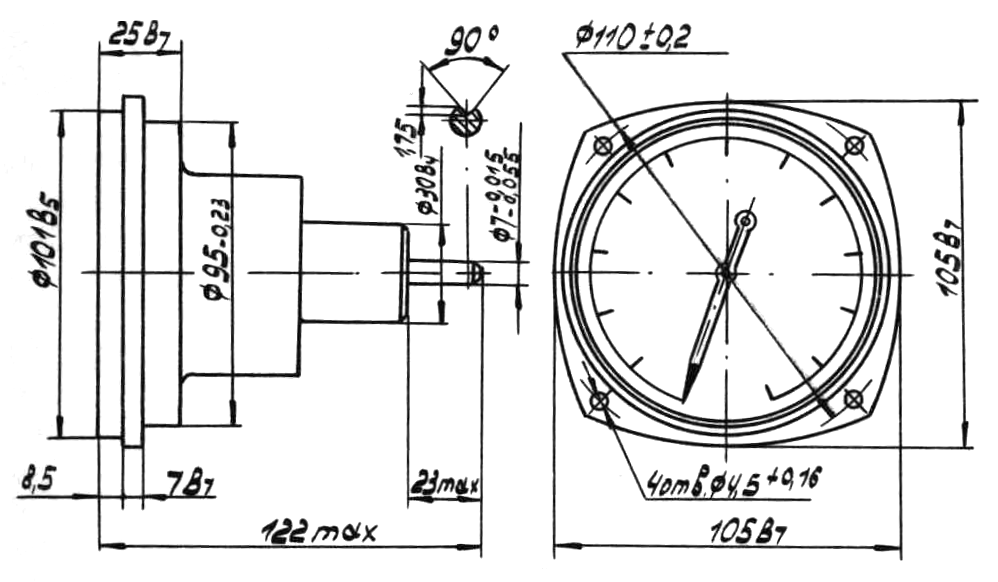 25В7
90°
ϕ110±0,2
1,75
ϕ30В4
ϕ7-0,015
-0,055
ϕ101В5
ϕ95-0,23
105В7
8,5
7В7
23max
4отв.ϕ4,5+0,16
122max
105В7